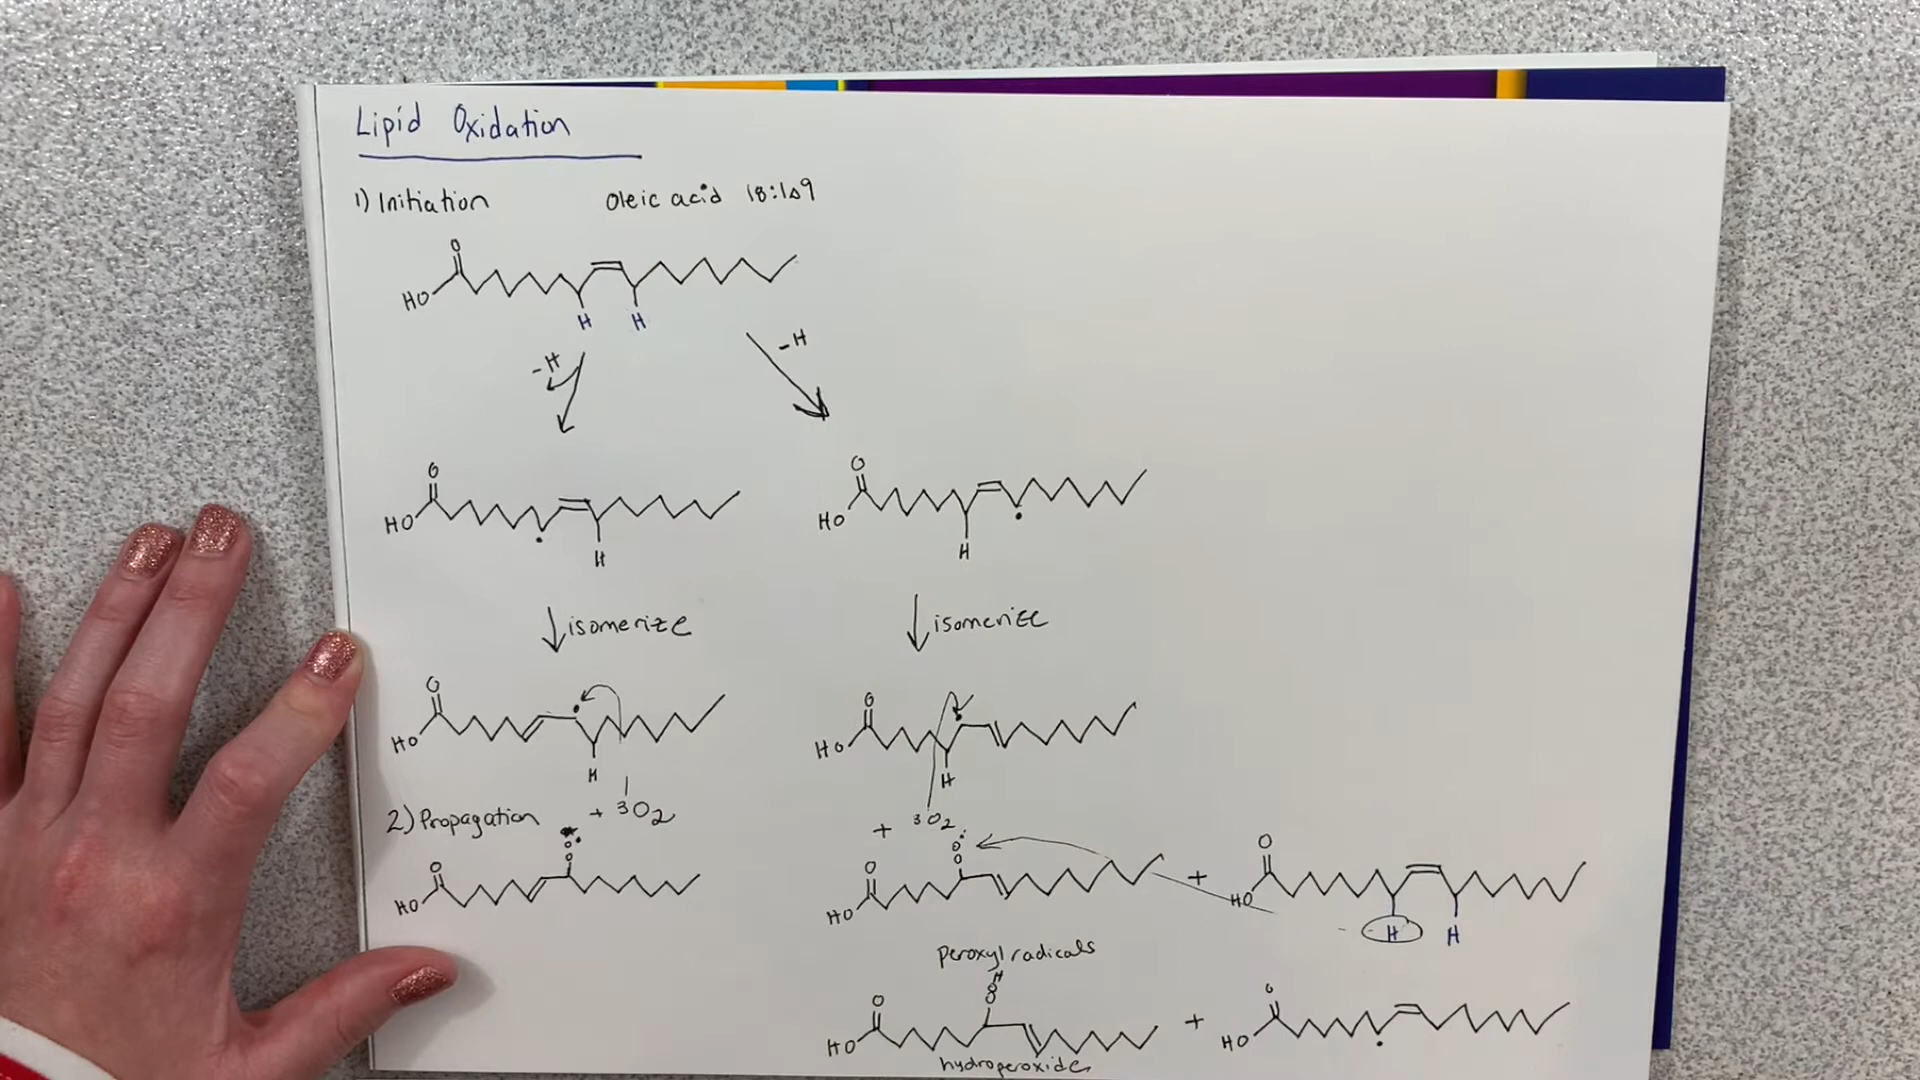 Lipid Oxidation
1) Initiation Oleic acid 18:1Δ9
O
HO
H H
-H -H
O O
HO HO
H H
isomerize isomerize
O O
HO HO
H H
2) Propagation + 3O2 + 3O2
O O
O O
O O O
HO HO + HO
H H
peroxyl radicals
H
O
O
O O
HO + HO
hydroperoxide